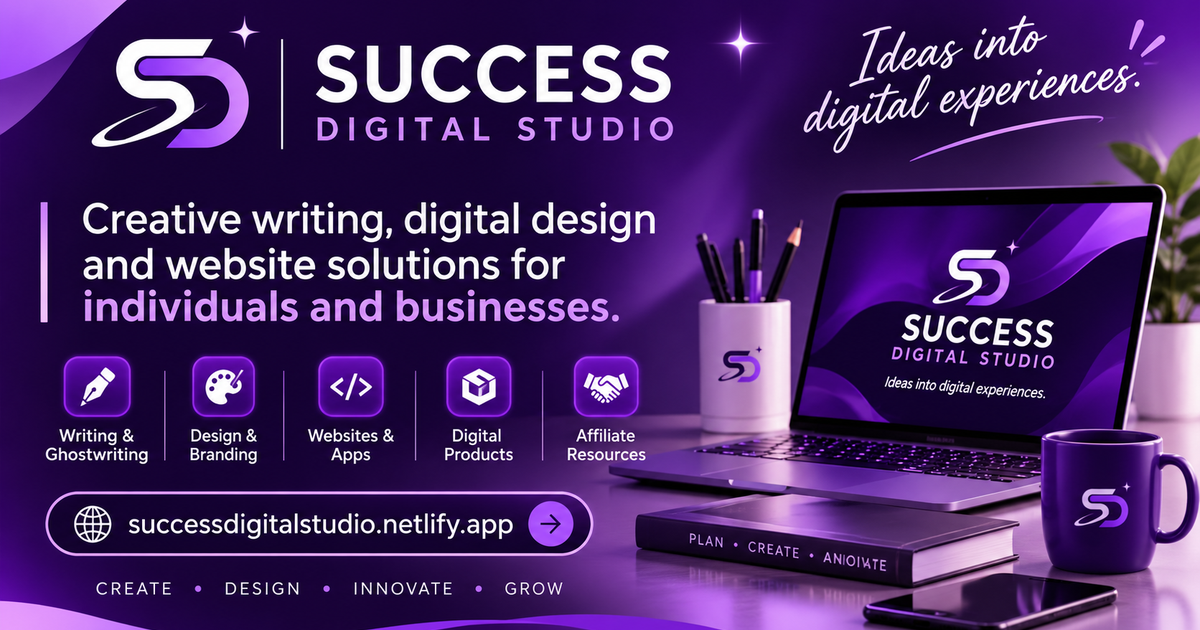 SD
SUCCESS
DIGITAL STUDIO
Ideas into
digital experiences.
Creative writing, digital design
and website solutions for
individuals and businesses.
Writing &
Ghostwriting
Design &
Branding
</>
Websites &
Apps
Digital
Products
Affiliate
Resources
successdigitalstudio.netlify.app
CREATE • DESIGN • INNOVATE • GROW
SD
SD
SUCCESS
DIGITAL STUDIO
Ideas into digital experiences.
SD
PLAN • CREATE •